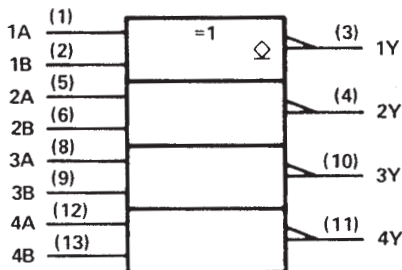 =1
1A (1)
1B (2)
(3) 1Y
2A (5)
2B (6)
(4) 2Y
3A (8)
3B (9)
(10) 3Y
4A (12)
4B (13)
(11) 4Y